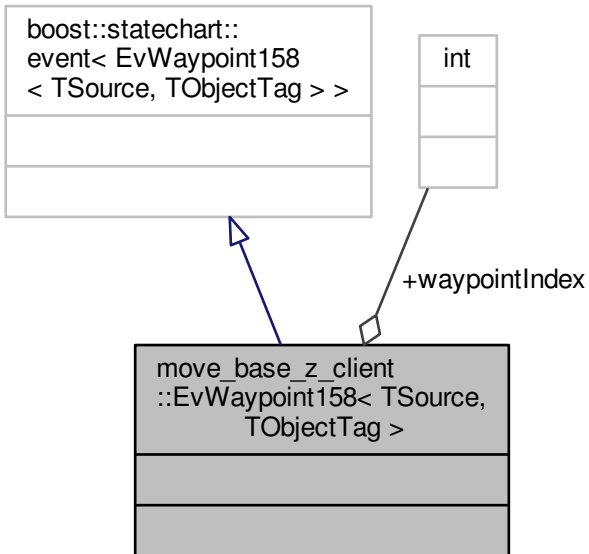 boost::statechart::
event< EvWaypoint158
< TSource, TObjectTag > >
int
+waypointIndex
move_base_z_client
::EvWaypoint158< TSource,
TObjectTag >